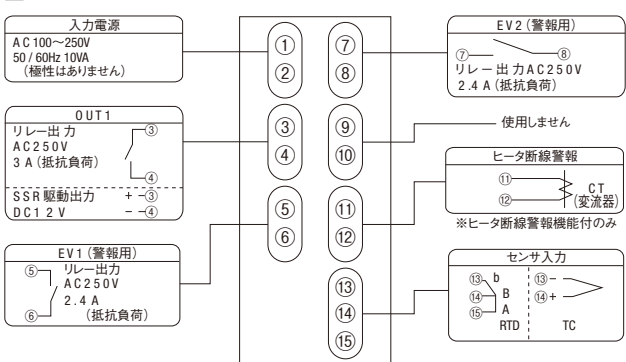 入力電源
AC100～250V
50/60Hz 10VA
（極性はありません）
OUT1
リレー出力
AC250V
3A（抵抗負荷）
③
④
SSR駆動出力 ＋－③
DC12V －－④
EV1（警報用）
⑤ リレー出力
AC250V
2.4A
⑥ （抵抗負荷）
①
②
③
④
⑤
⑥
⑦
⑧
⑨
⑩
⑪
⑫
⑬
⑭
⑮
EV2（警報用）
⑦ ⑧
リレー出力AC250V
2.4A（抵抗負荷）
使用しません
ヒータ断線警報
⑪
⑫
CT
（変流器）
※ヒータ断線警報機能付のみ
センサ入力
⑬ b
⑭ B
⑮ A
RTD
⑬－
⑭＋
TC